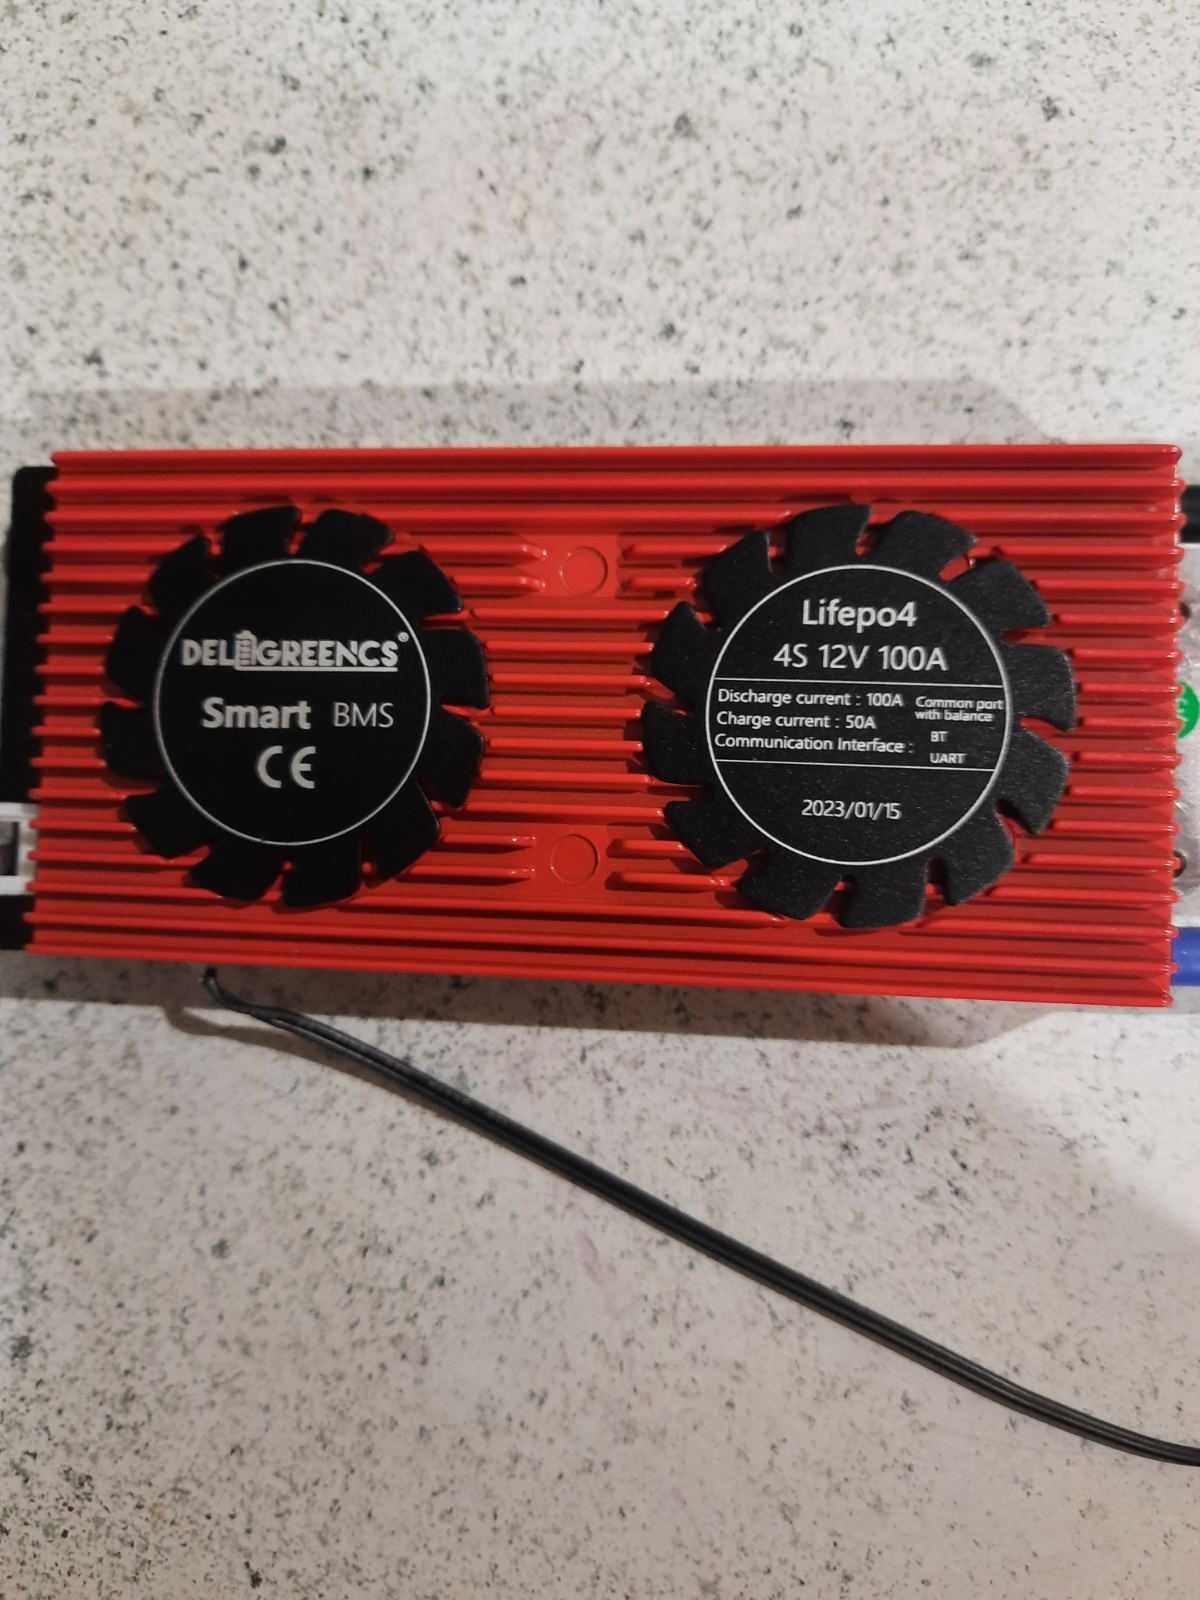 DELIGREENCS®
Smart BMS
CE
Lifepo4
4S 12V 100A
Discharge current : 100A
Charge current : 50A
Communication Interface :
Common port
with balance
BT
UART
2023/01/15